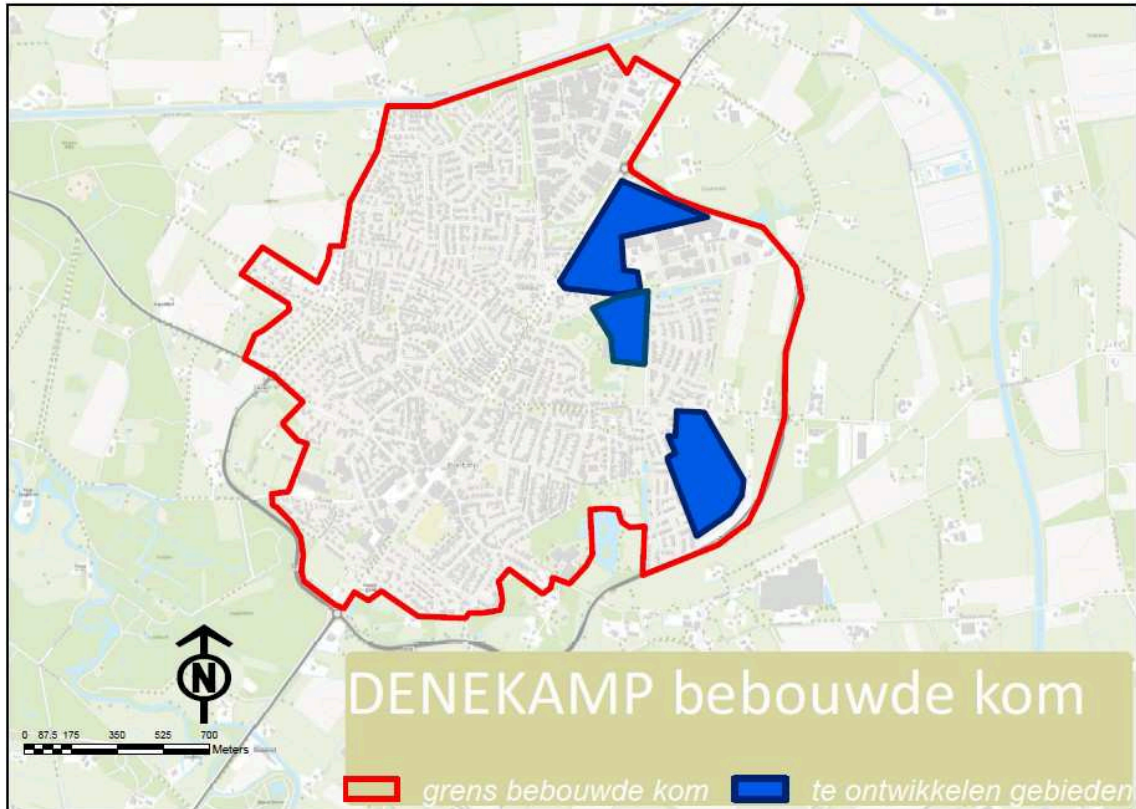 N
0 87.5 175 350 525 700
Meters
DENEKAMP bebouwde kom
grens bebouwde kom te ontwikkelen gebieden